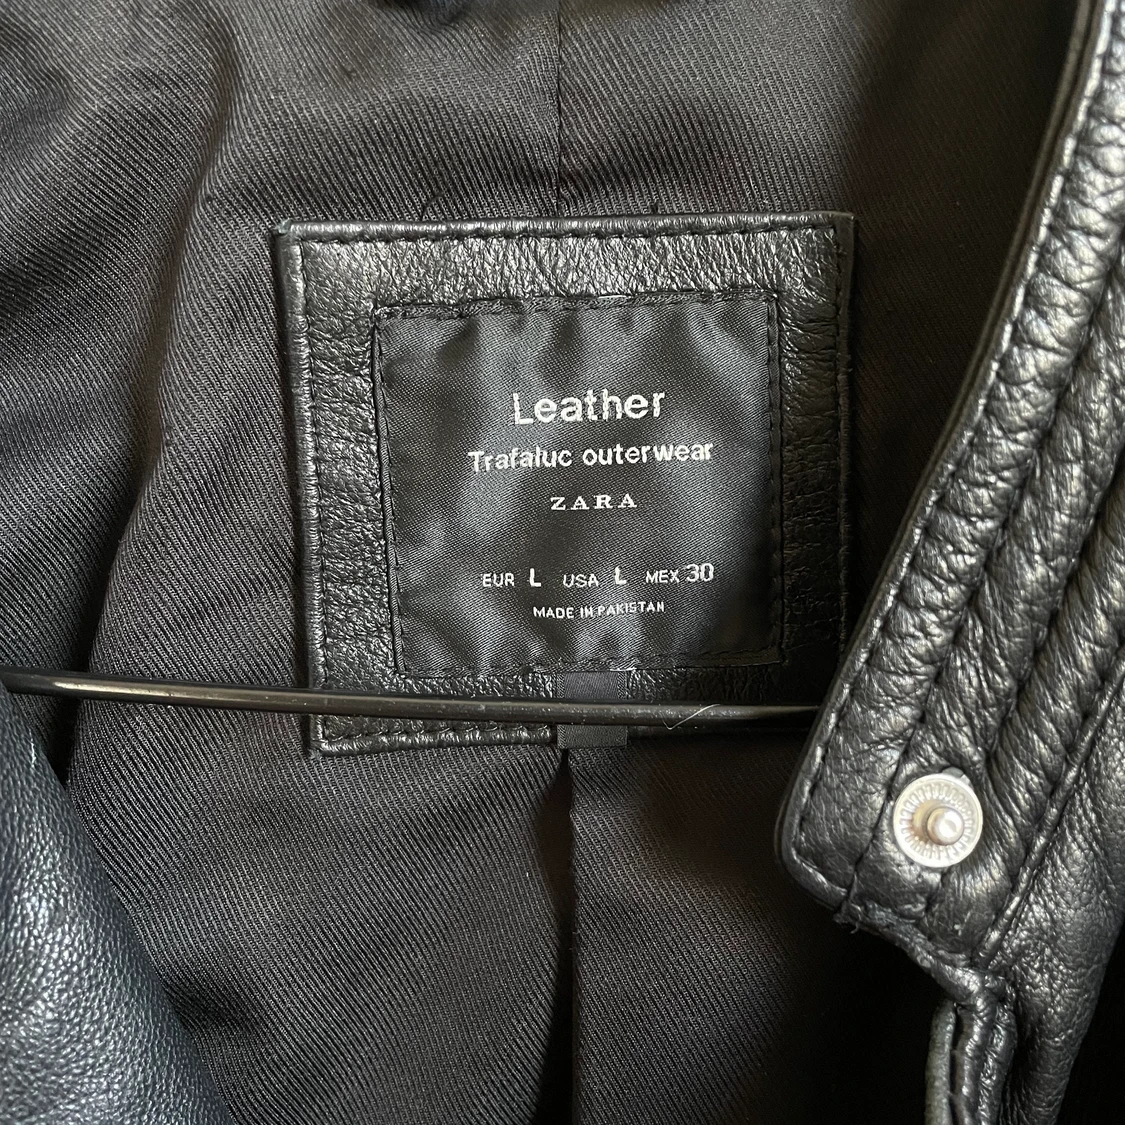 Leather
Trafaluc outerwear
ZARA
EUR L USA L MEX 30
MADE IN PAKISTAN